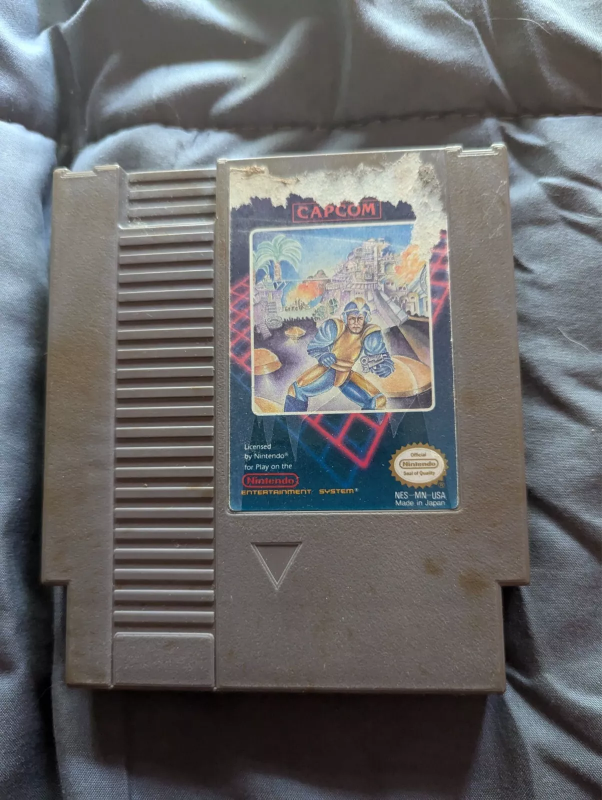 CAPCOM
Licensed
by Nintendo®
for Play on the
Nintendo®
ENTERTAINMENT SYSTEM®
Official
Nintendo®
Seal of Quality
NES-MN-USA
Made in Japan